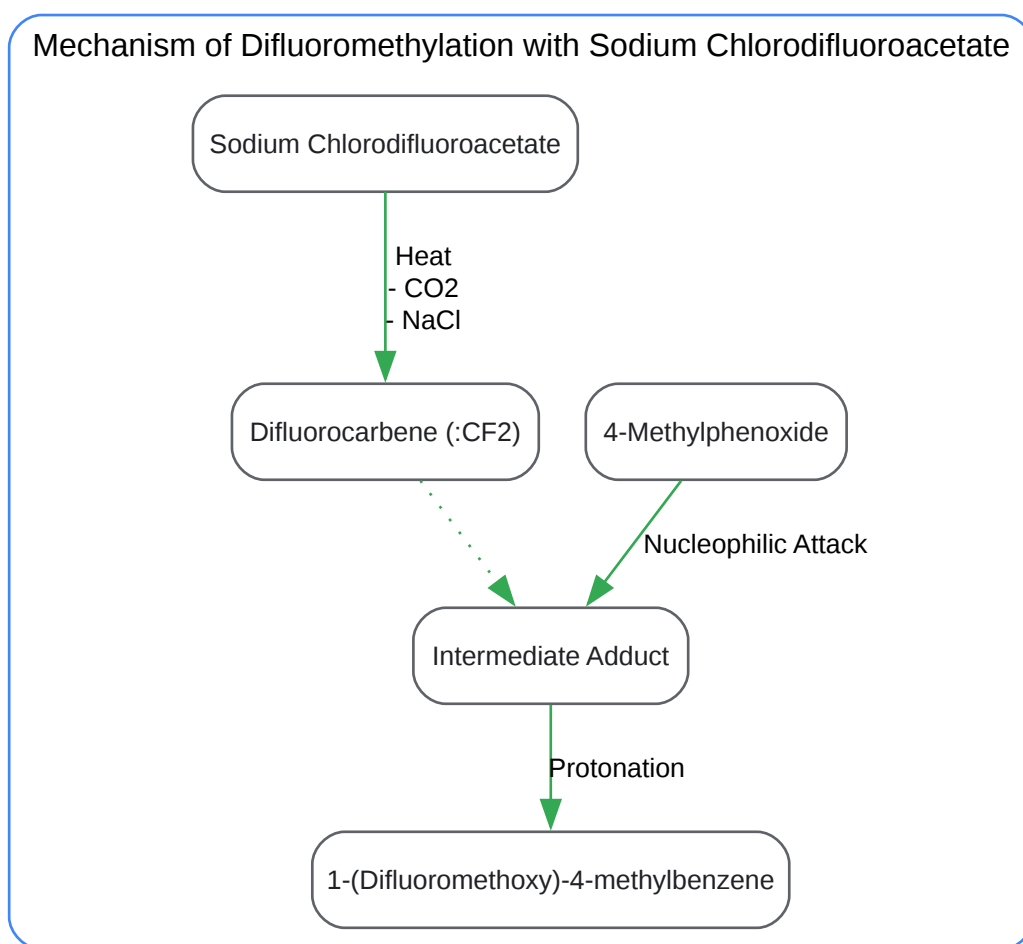 Mechanism of Difluoromethylation with Sodium Chlorodifluoroacetate
Sodium Chlorodifluoroacetate
Heat
- CO2
- NaCl
Difluorocarbene (:CF2)
4-Methylphenoxide
Nucleophilic Attack
Intermediate Adduct
Protonation
1-(Difluoromethoxy)-4-methylbenzene